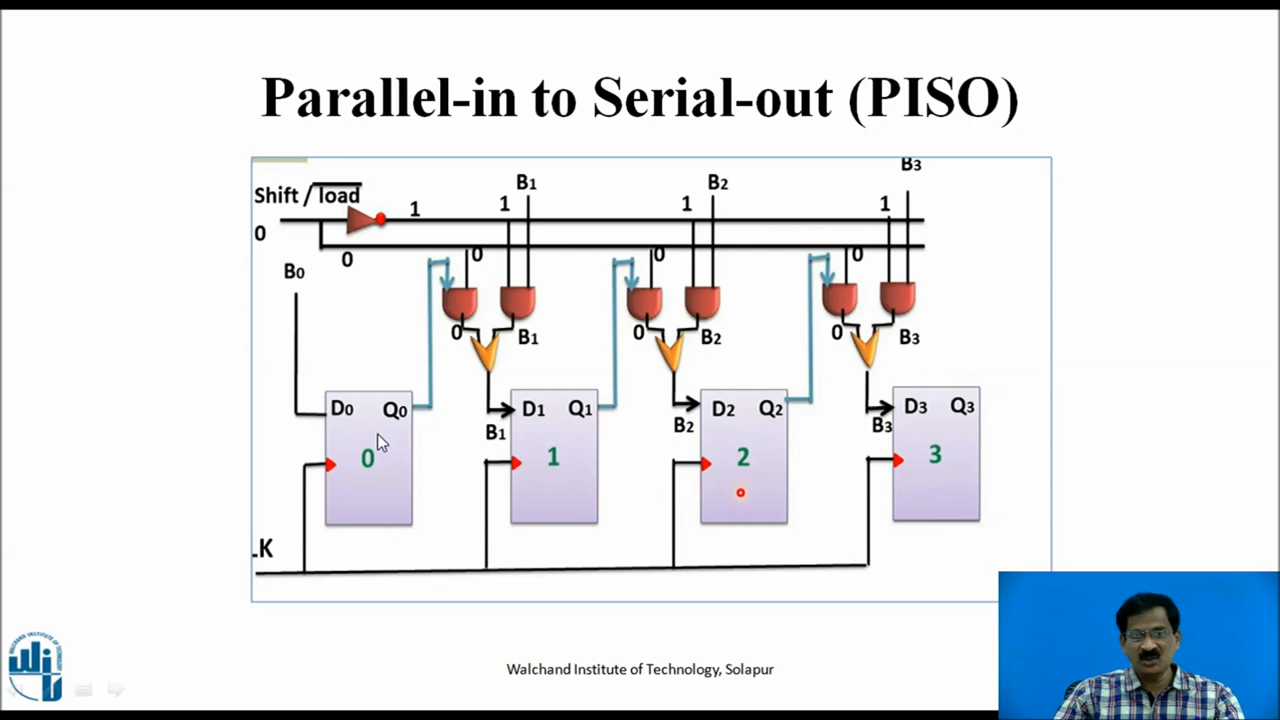 Parallel-in to Serial-out (PISO)
B3
B1
B2
Shift / load
1
1
1
1
0
0
0
0
0
B0
0
B1
0
B2
0
B3
D0 Q0
D1 Q1
D2 Q2
D3 Q3
B1
B2
B3
0
1
2
3
LK
Walchand Institute of Technology, Solapur